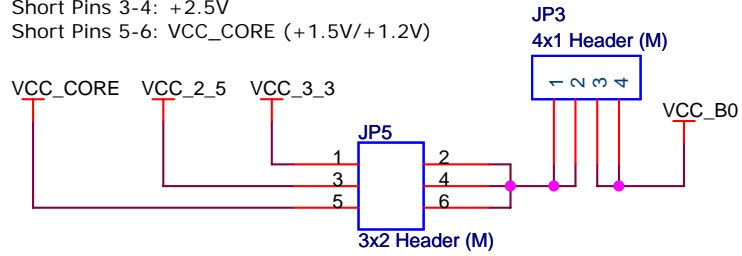 Short Pins 3-4: +2.5V
Short Pins 5-6: VCC_CORE (+1.5V/+1.2V)
JP3
4x1 Header (M)
1 2 3 4
VCC_CORE VCC_2_5 VCC_3_3
VCC_B0
JP5
1 2
3 4
5 6
3x2 Header (M)